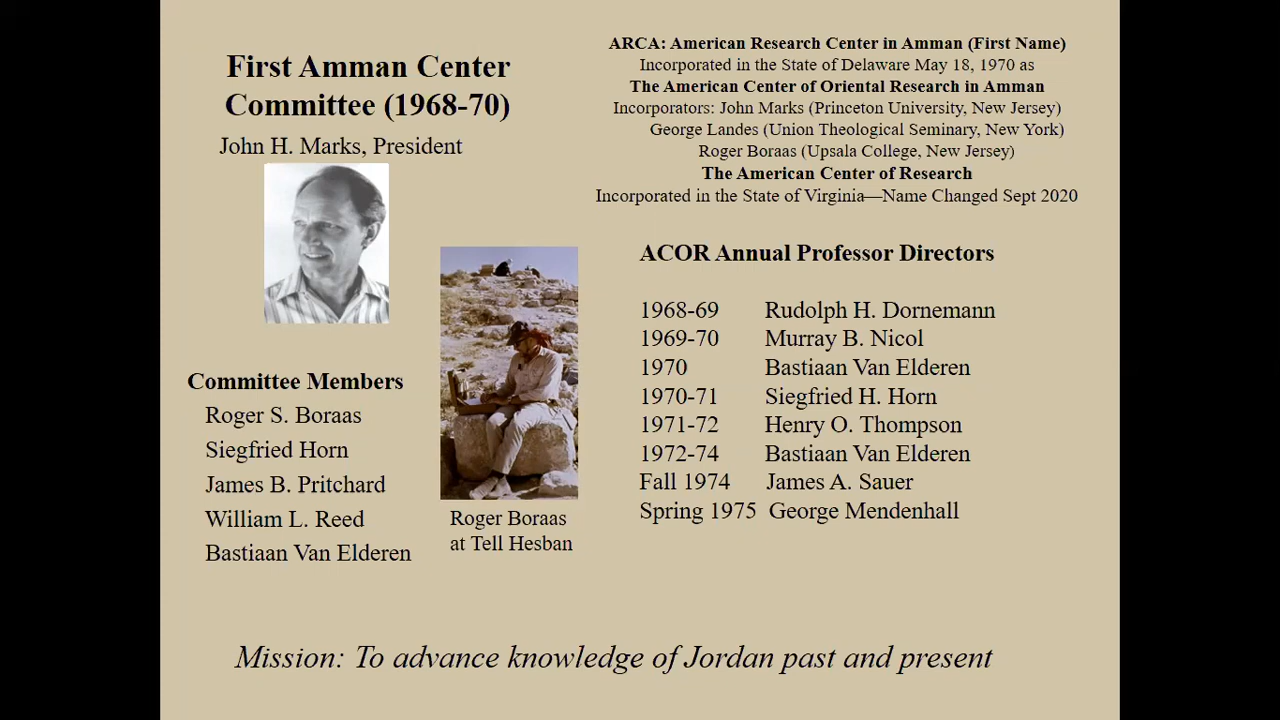 First Amman Center
Committee (1968-70)
John H. Marks, President
Committee Members
Roger S. Boraas
Siegfried Horn
James B. Pritchard
William L. Reed
Bastiaan Van Elderen
Roger Boraas
at Tell Hesban
ARCA: American Research Center in Amman (First Name)
Incorporated in the State of Delaware May 18, 1970 as
The American Center of Oriental Research in Amman
Incorporators: John Marks (Princeton University, New Jersey)
George Landes (Union Theological Seminary, New York)
Roger Boraas (Upsala College, New Jersey)
The American Center of Research
Incorporated in the State of Virginia—Name Changed Sept 2020
ACOR Annual Professor Directors
1968-69 Rudolph H. Dornemann
1969-70 Murray B. Nicol
1970 Bastiaan Van Elderen
1970-71 Siegfried H. Horn
1971-72 Henry O. Thompson
1972-74 Bastiaan Van Elderen
Fall 1974 James A. Sauer
Spring 1975 George Mendenhall
Mission: To advance knowledge of Jordan past and present